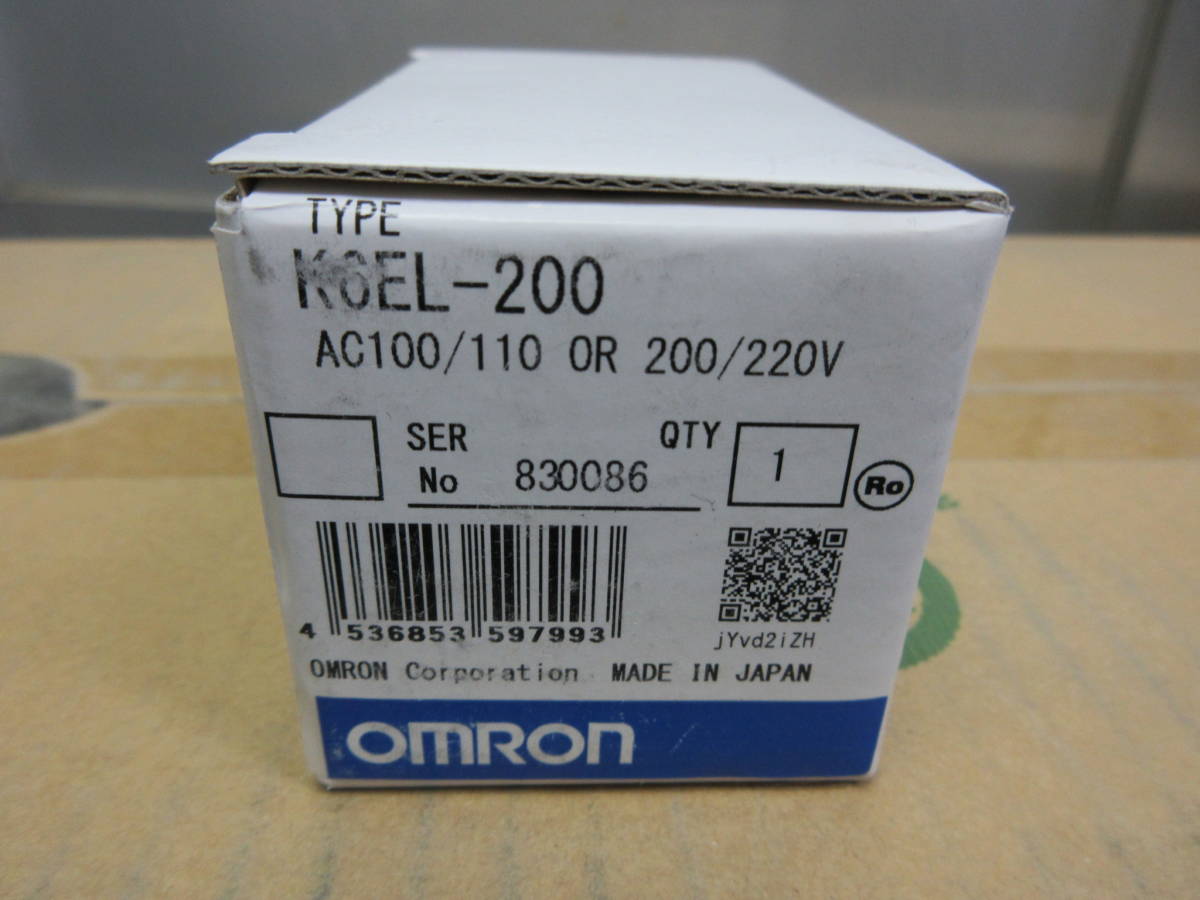 TYPE
K6EL-200
AC100/110 OR 200/220V
SER QTY
No 830086 1 Ro
4 536853 597993
jYvd2iZH
OMRON Corporation MADE IN JAPAN
OMRON